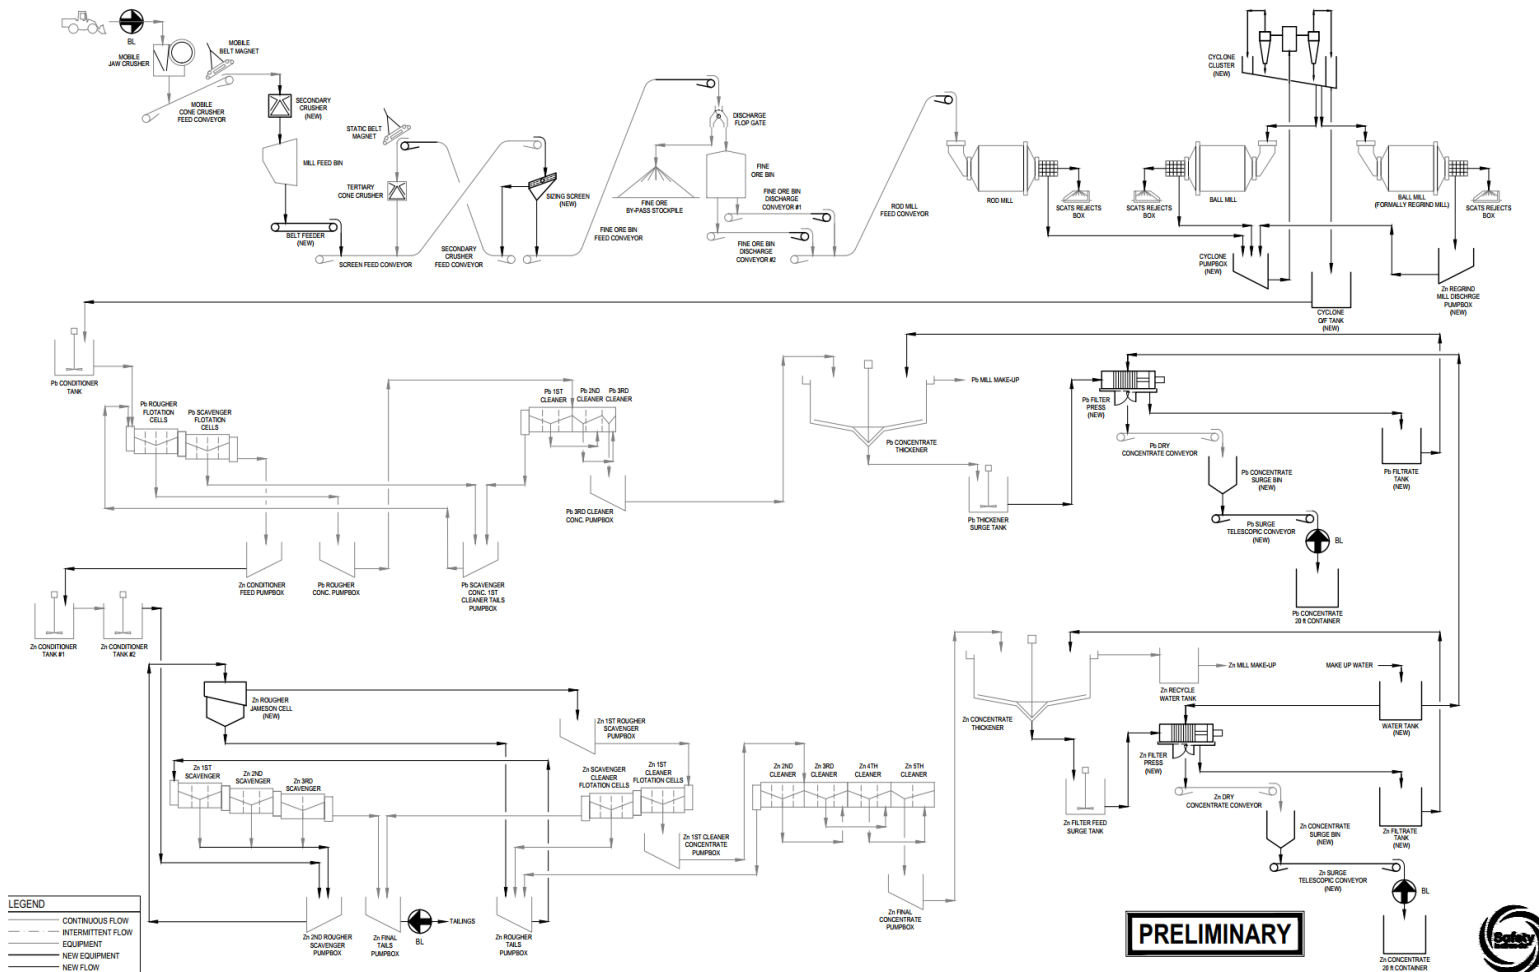 BL
MOBILE
JAW CRUSHER
MOBILE
BELT MAGNET
MOBILE
CONE CRUSHER
FEED CONVEYOR
SECONDARY
CRUSHER
(NEW)
MILL FEED BIN
BELT FEEDER
(NEW)
STATIC BELT
MAGNET
TERTIARY
CONE CRUSHER
SCREEN FEED CONVEYOR
SECONDARY
CRUSHER
FEED CONVEYOR
SIZING SCREEN
(NEW)
FINE ORE
BY-PASS STOCKPILE
FINE ORE BIN
FEED CONVEYOR
DISCHARGE
FLOP GATE
FINE
ORE BIN
FINE ORE BIN
DISCHARGE
CONVEYOR #1
FINE ORE BIN
DISCHARGE
CONVEYOR #2
ROD MILL
FEED CONVEYOR
ROD MILL
SCATS REJECTS
BOX
SCATS REJECTS
BOX
BALL MILL
CYCLONE
CLUSTER
(NEW)
BALL MILL
(FORMALLY REGRIND MILL)
SCATS REJECTS
BOX
CYCLONE
PUMPBOX
(NEW)
CYCLONE
O/F TANK
(NEW)
Zn REGRIND
MILL DISCHRGE
PUMPBOX
(NEW)
Pb CONDITIONER
TANK
Pb ROUGHER
FLOTATION
CELLS
Pb SCAVENGER
FLOTATION
CELLS
Pb 1ST
CLEANER
Pb 2ND
CLEANER
Pb 3RD
CLEANER
Pb 3RD CLEANER
CONC. PUMPBOX
Zn CONDITIONER
FEED PUMPBOX
Pb ROUGHER
CONC. PUMPBOX
Pb SCAVENGER
CONC. 1ST
CLEANER TAILS
PUMPBOX
Pb MILL MAKE-UP
Pb CONCENTRATE
THICKENER
Pb THICKENER
SURGE TANK
Pb FILTER
PRESS
(NEW)
Pb DRY
CONCENTRATE CONVEYOR
Pb CONCENTRATE
SURGE BIN
(NEW)
Pb SURGE
TELESCOPIC CONVEYOR
(NEW)
BL
Pb FILTRATE
TANK
(NEW)
Pb CONCENTRATE
20 ft CONTAINER
Zn CONDITIONER
TANK #1
Zn CONDITIONER
TANK #2
Zn ROUGHER
JAMESON CELL
(NEW)
Zn 1ST ROUGHER
SCAVENGER
PUMPBOX
Zn 1ST
SCAVENGER
Zn 2ND
SCAVENGER
Zn 3RD
SCAVENGER
Zn SCAVENGER
CLEANER
FLOTATION CELLS
Zn 1ST
CLEANER
FLOTATION CELLS
Zn 1ST CLEANER
CONCENTRATE
PUMPBOX
Zn 2ND
CLEANER
Zn 3RD
CLEANER
Zn 4TH
CLEANER
Zn 5TH
CLEANER
Zn FINAL
CONCENTRATE
PUMPBOX
Zn CONCENTRATE
THICKENER
Zn RECYCLE
WATER TANK
Zn MILL MAKE-UP
MAKE UP WATER
WATER TANK
(NEW)
Zn FILTER FEED
SURGE TANK
Zn FILTER
PRESS
(NEW)
Zn DRY
CONCENTRATE CONVEYOR
Zn CONCENTRATE
SURGE BIN
(NEW)
Zn FILTRATE
TANK
(NEW)
Zn SURGE
TELESCOPIC CONVEYOR
(NEW)
BL
Zn CONCENTRATE
20 ft CONTAINER
Zn 2ND ROUGHER
SCAVENGER
PUMPBOX
Zn FINAL
TAILS
PUMPBOX
BL
TAILINGS
Zn ROUGHER
TAILS
PUMPBOX
LEGEND
CONTINUOUS FLOW
INTERMITTENT FLOW
EQUIPMENT
NEW EQUIPMENT
NEW FLOW
PRELIMINARY
Safety